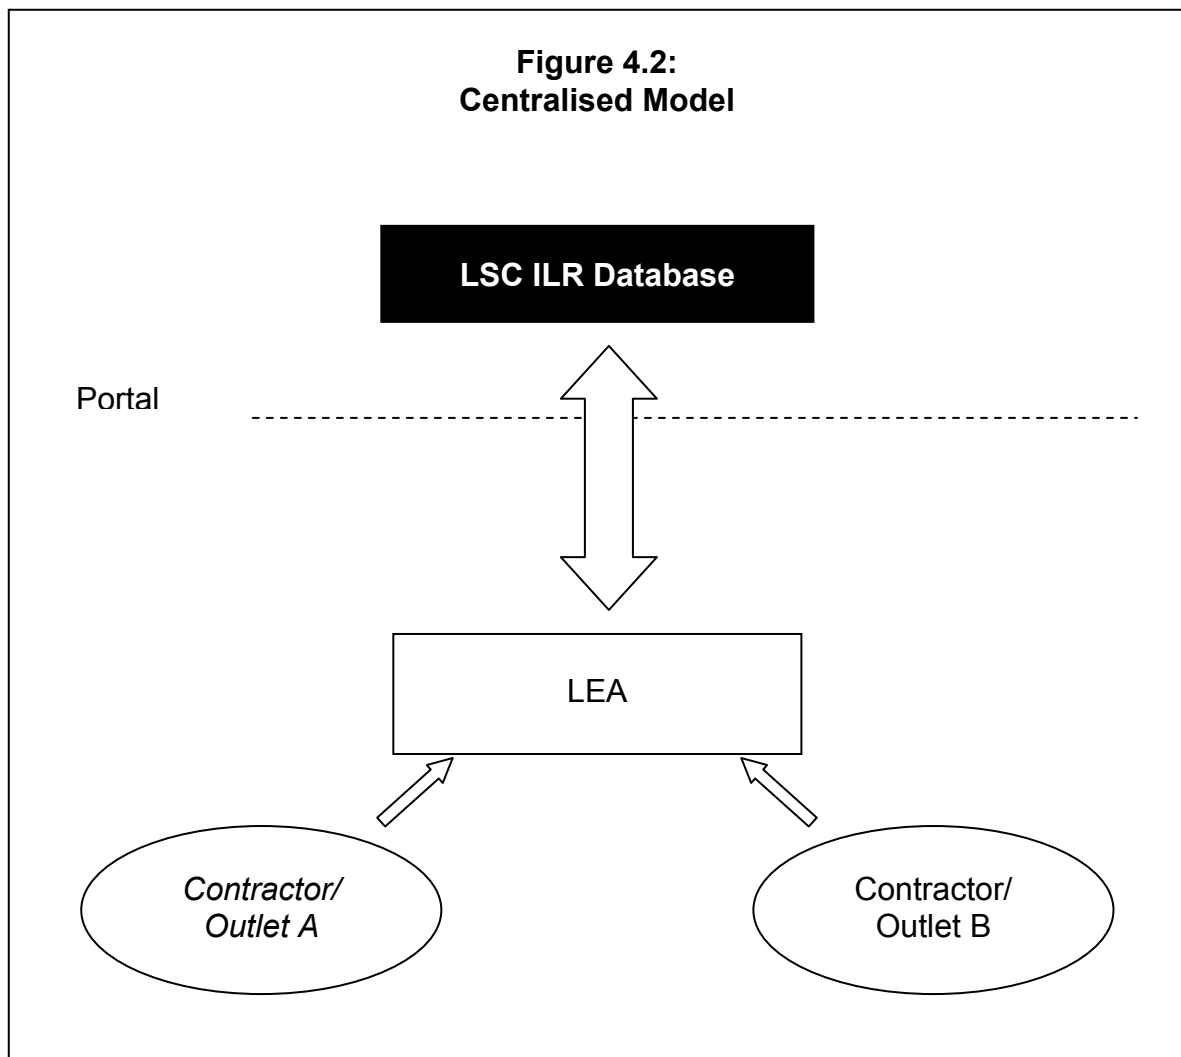 Figure 4.2:
Centralised Model
LSC ILR Database
Portal
LEA
Contractor/
Outlet A
Contractor/
Outlet B